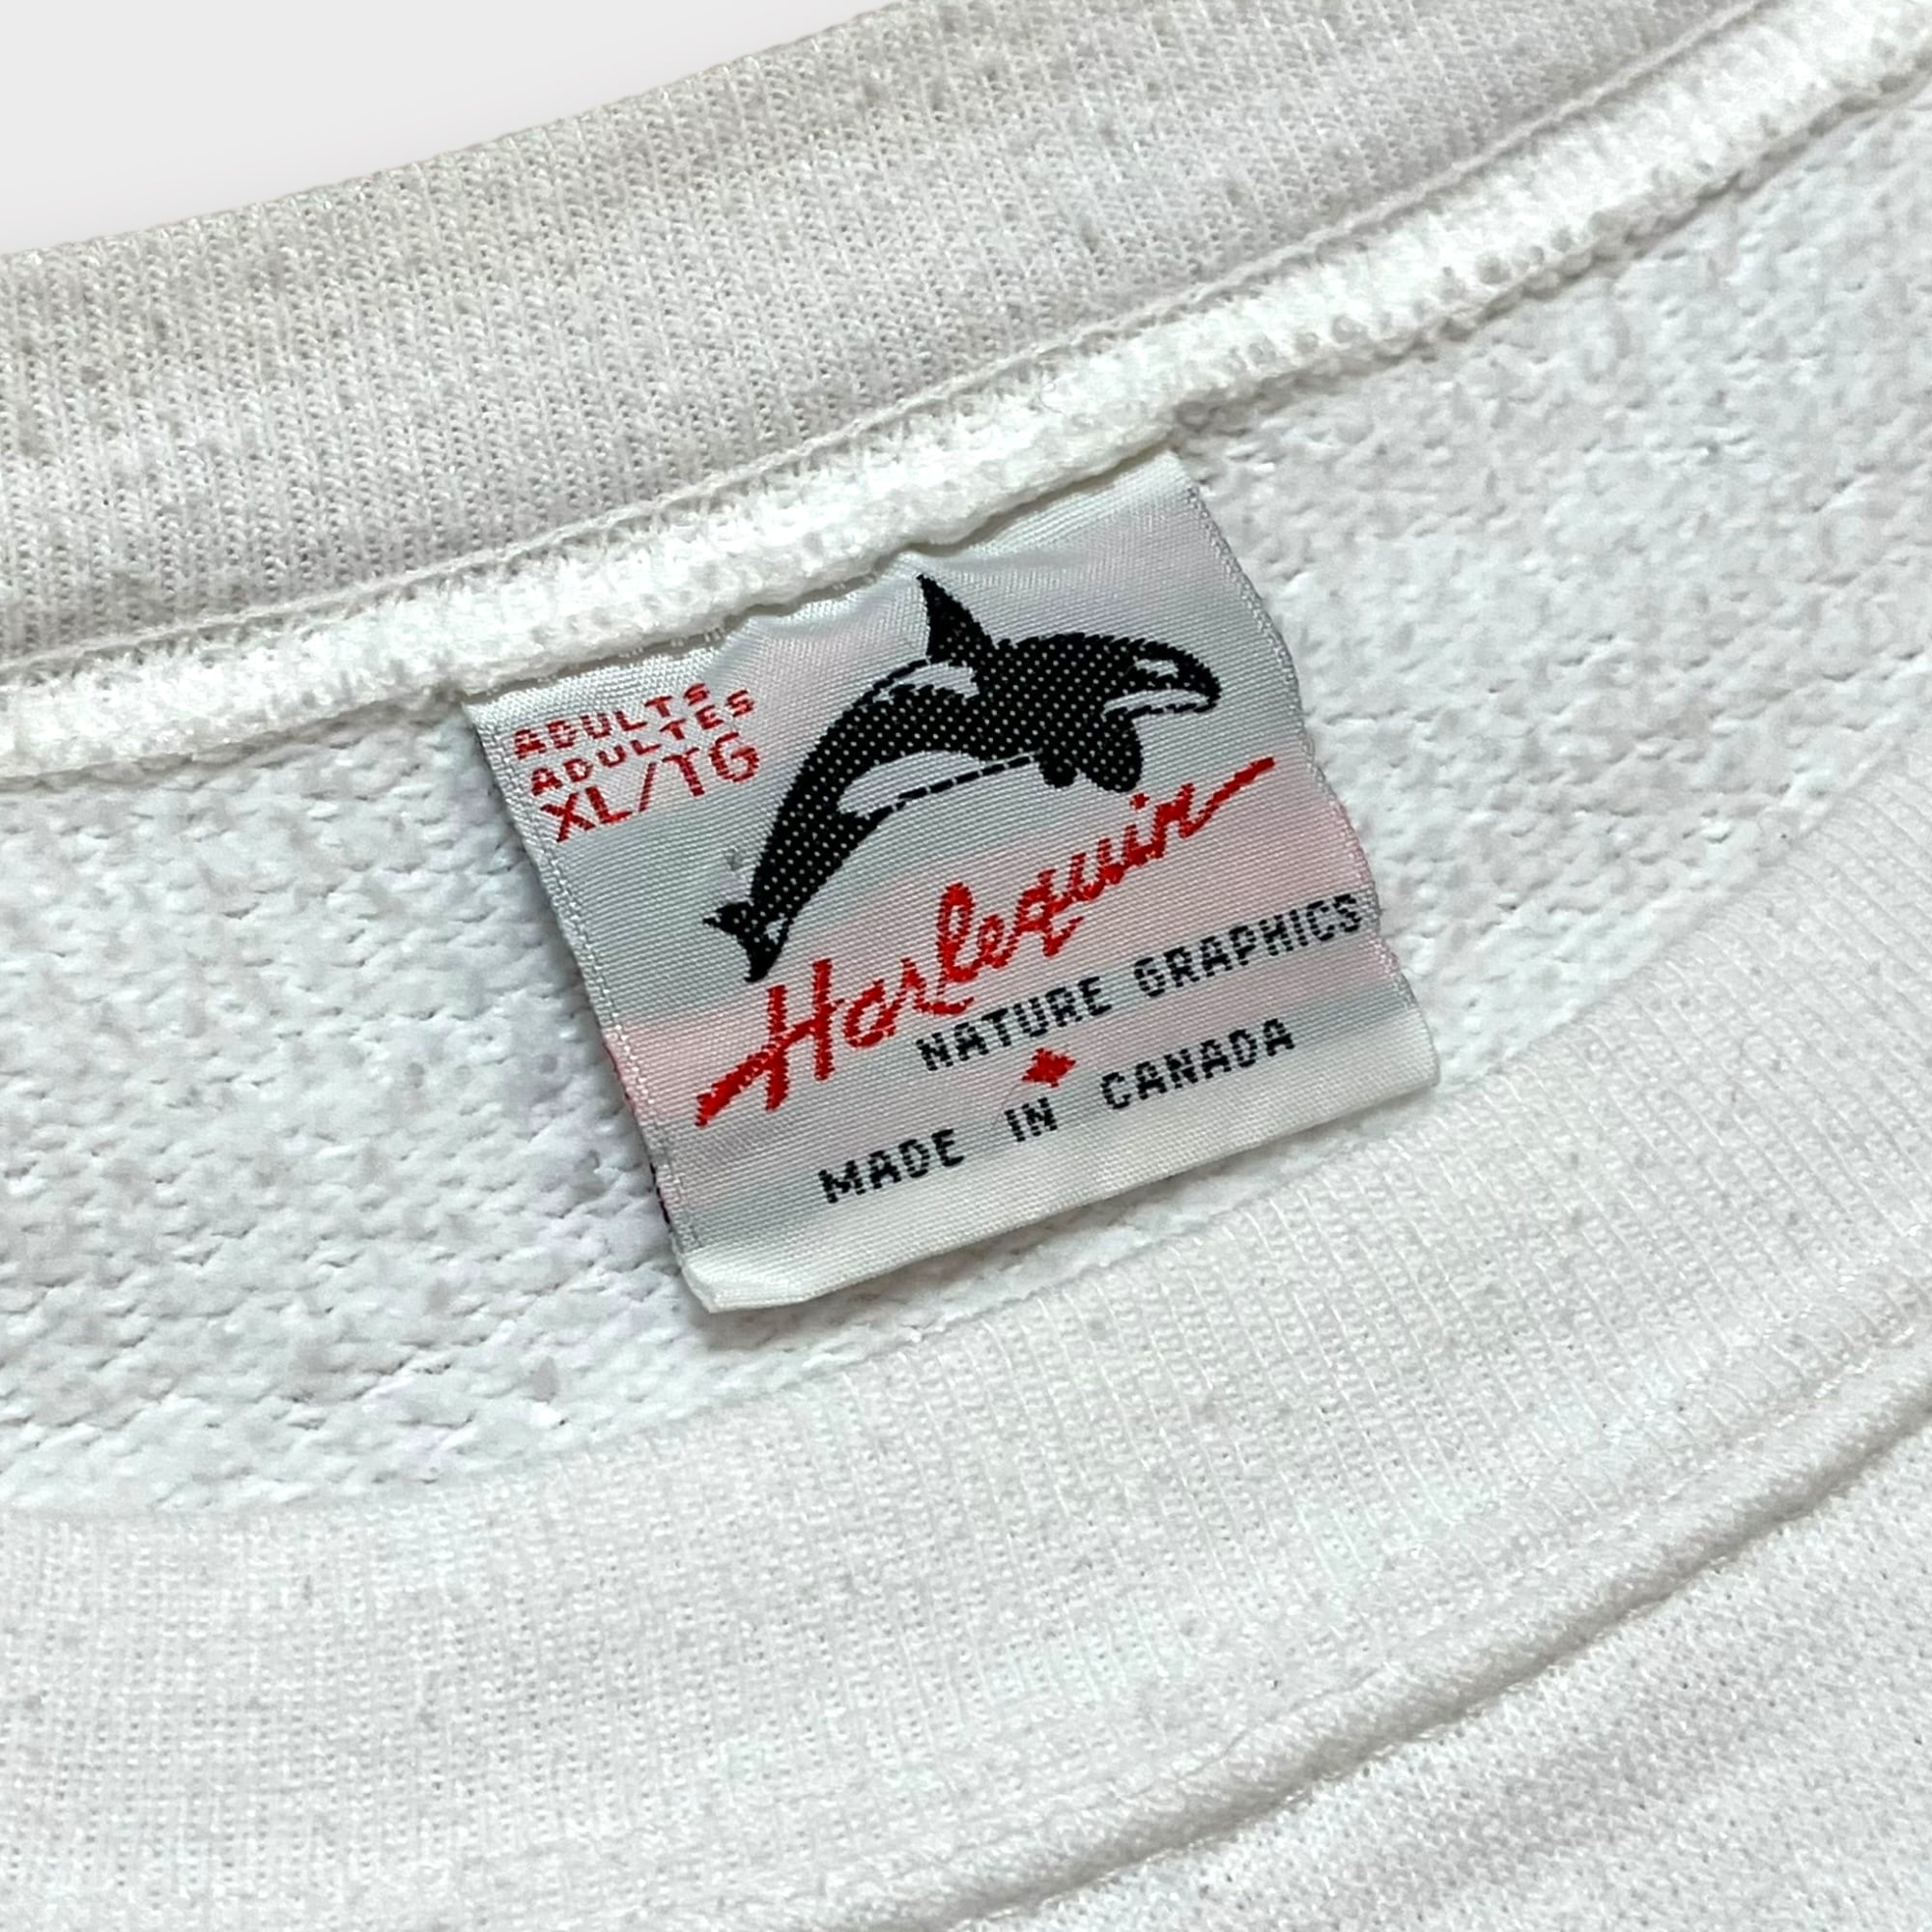 ADULTS
ADULTES
XL/TG
Harlequin
NATURE GRAPHICS
MADE IN CANADA